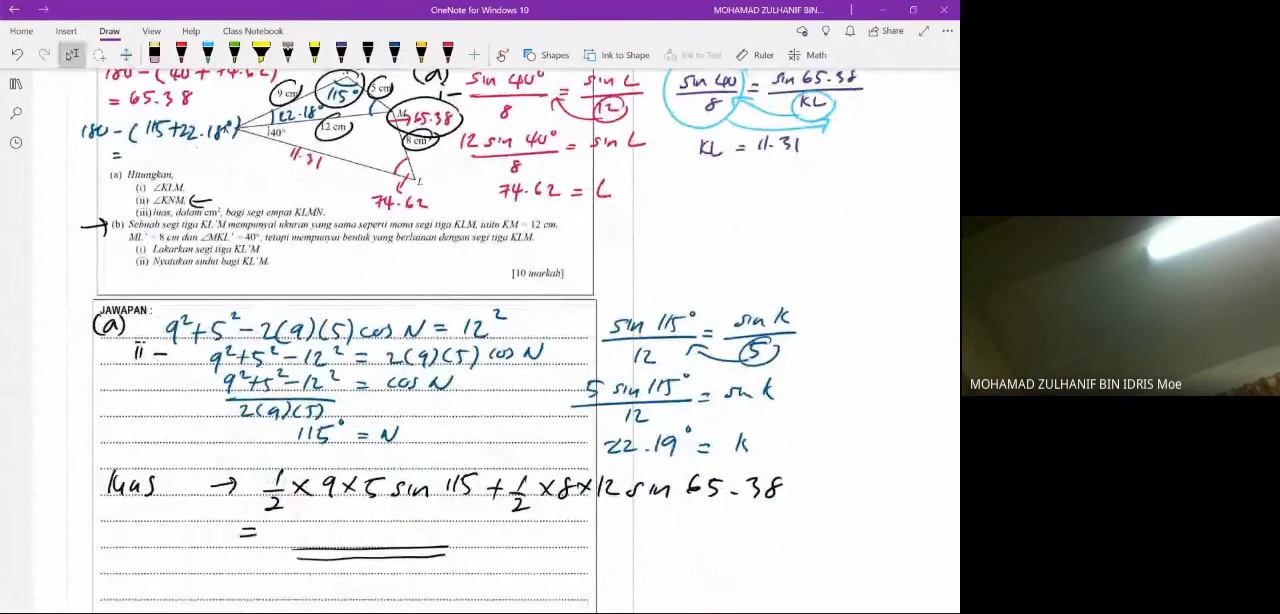 OneNote for Windows 10
MOHAMAD ZULHANIF BIN...
Home Insert Draw View Help Class Notebook
Share
Shapes Ink to Shape Ink to Text Ruler Math
180 - (40 + 74.62)
= 65.38
180 - (115 + 22.18°)
=
9 cm
115°
5 cm
22.18°
M
65.38
40°
12 cm
8 cm
11.31
L
74.62
(a)
i -
sin 40° / 8 = sin L / 12
12 sin 40° / 8 = sin L
74.62 = L
sin 40 / 8 = sin 65.38 / KL
KL = 11.31
(a) Hitungkan,
(i) ∠KLM,
(ii) ∠KNM,
(iii) luas, dalam cm², bagi segi empat KLMN.
(b) Sebuah segi tiga KL'M mempunyai ukuran yang sama seperti mana segi tiga KLM, iaitu KM = 12 cm,
ML' = 8 cm dan ∠MKL' = 40°, tetapi mempunyai bentuk yang berlainan dengan segi tiga KLM.
(i) Lakarkan segi tiga KL'M.
(ii) Nyatakan sudut bagi KL'M.
[10 markah]
JAWAPAN :
(a) 9² + 5² - 2(9)(5) cos N = 12²
ii - 9² + 5² - 12² = 2(9)(5) cos N
9² + 5² - 12² / 2(9)(5) = cos N
115° = N
sin 115° / 12 = sin K / 5
5 sin 115° / 12 = sin K
22.19° = K
luas → 1/2 × 9 × 5 sin 115 + 1/2 × 8 × 12 sin 65.38
=
MOHAMAD ZULHANIF BIN IDRIS Moe